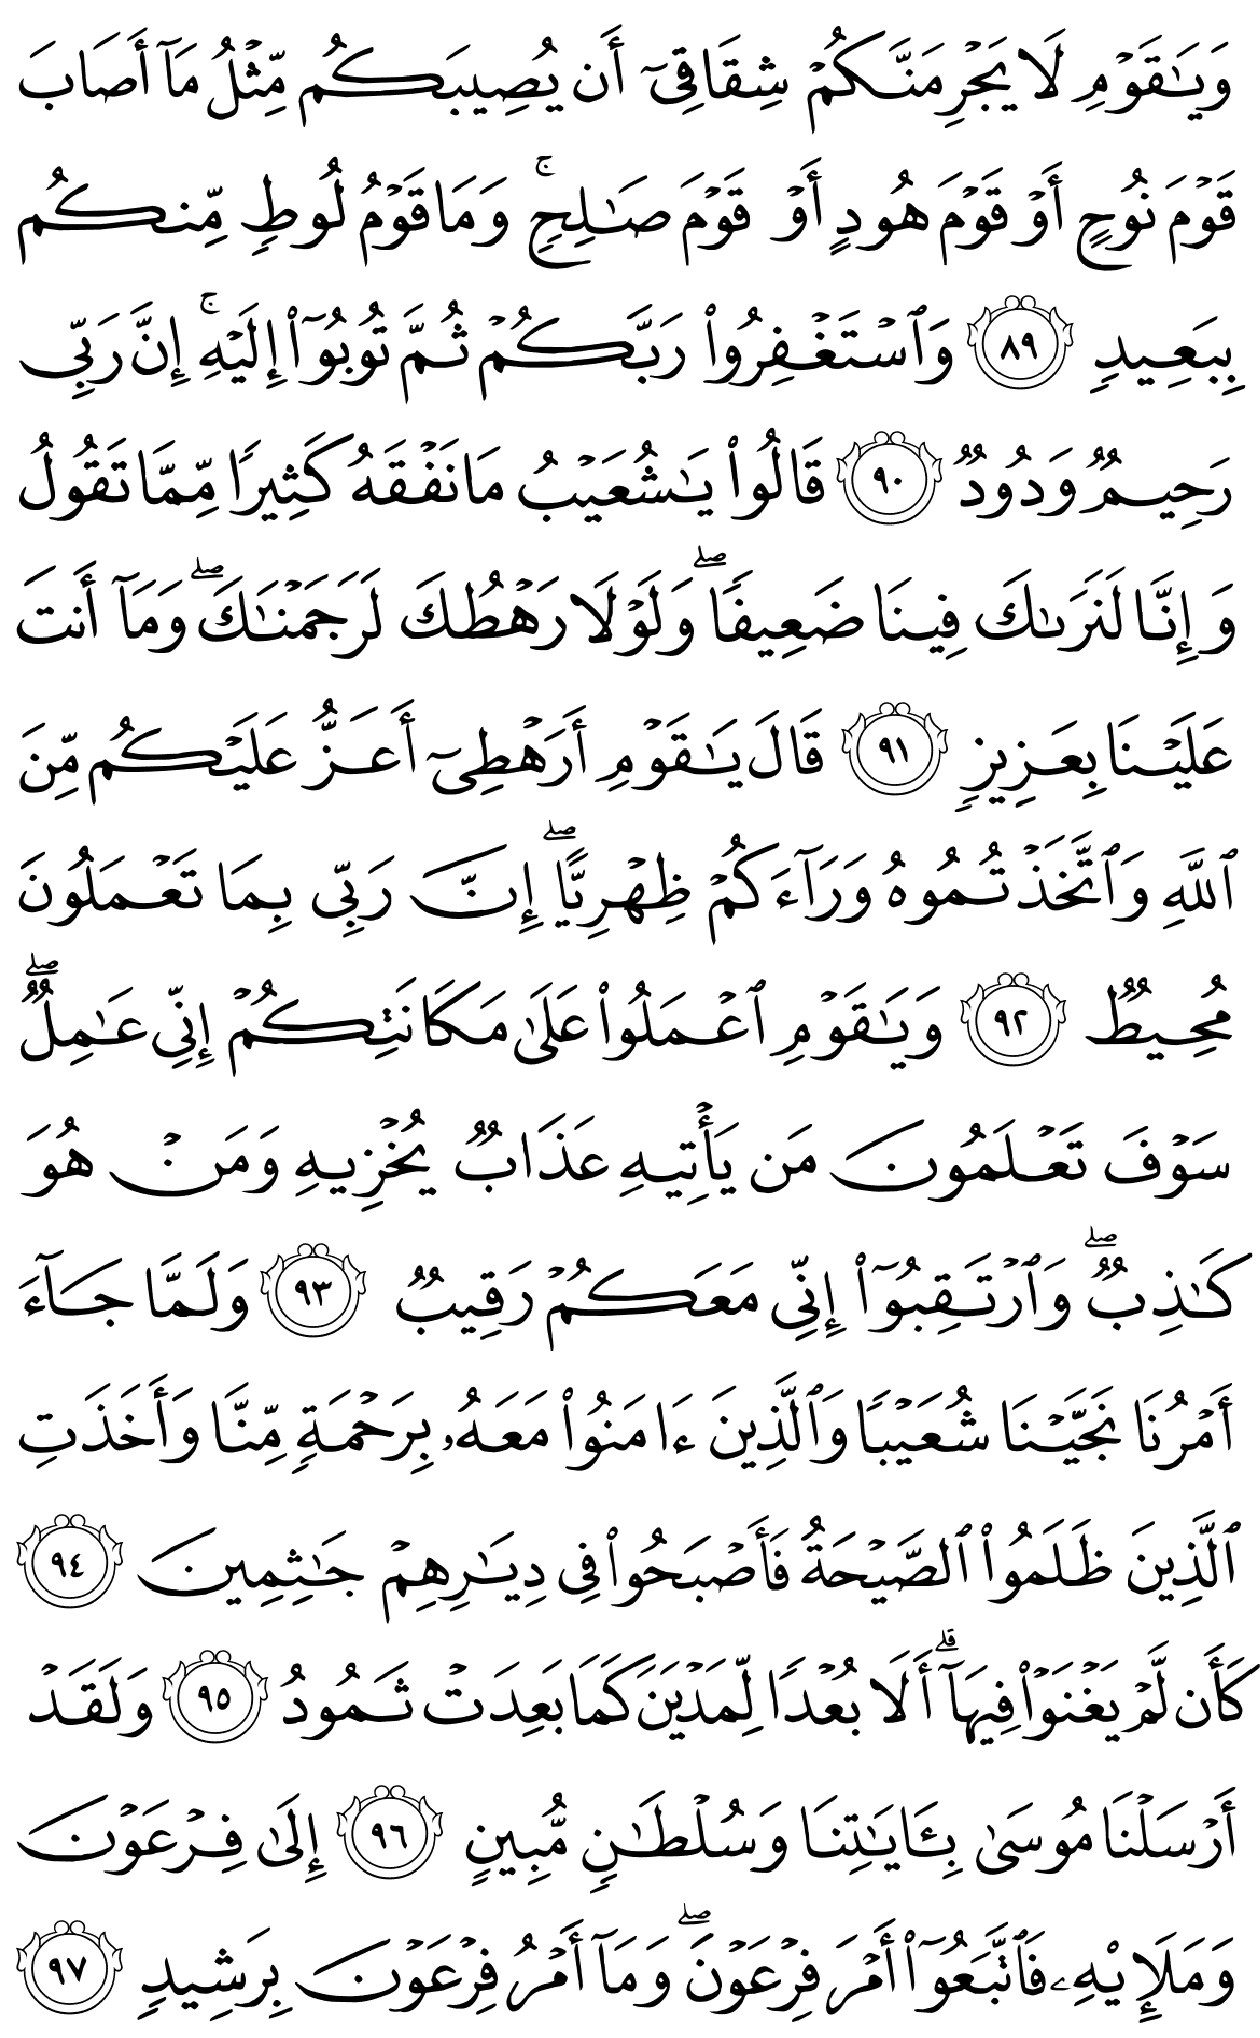 وَيَٰقَوۡمِ لَا يَجۡرِمَنَّكُمۡ شِقَاقِيٓ أَن يُصِيبَكُم مِّثۡلُ مَآ أَصَابَ
قَوۡمَ نُوحٍ أَوۡ قَوۡمَ هُودٍ أَوۡ قَوۡمَ صَٰلِحٖۚ وَمَا قَوۡمُ لُوطٖ مِّنكُم
بِبَعِيدٖ ٨٩ وَٱسۡتَغۡفِرُواْ رَبَّكُمۡ ثُمَّ تُوبُوٓاْ إِلَيۡهِۚ إِنَّ رَبِّي
رَحِيمٞ وَدُودٞ ٩٠ قَالُواْ يَٰشُعَيۡبُ مَا نَفۡقَهُ كَثِيرٗا مِّمَّا تَقُولُ
وَإِنَّا لَنَرَىٰكَ فِينَا ضَعِيفٗاۖ وَلَوۡلَا رَهۡطُكَ لَرَجَمۡنَٰكَۖ وَمَآ أَنتَ
عَلَيۡنَا بِعَزِيزٖ ٩١ قَالَ يَٰقَوۡمِ أَرَهۡطِيٓ أَعَزُّ عَلَيۡكُم مِّنَ
ٱللَّهِ وَٱتَّخَذۡتُمُوهُ وَرَآءَكُمۡ ظِهۡرِيًّاۖ إِنَّ رَبِّي بِمَا تَعۡمَلُونَ
مُحِيطٞ ٩٢ وَيَٰقَوۡمِ ٱعۡمَلُواْ عَلَىٰ مَكَانَتِكُمۡ إِنِّي عَٰمِلٞۖ
سَوۡفَ تَعۡلَمُونَ مَن يَأۡتِيهِ عَذَابٞ يُخۡزِيهِ وَمَنۡ هُوَ
كَٰذِبٞۖ وَٱرۡتَقِبُوٓاْ إِنِّي مَعَكُمۡ رَقِيبٞ ٩٣ وَلَمَّا جَآءَ
أَمۡرُنَا نَجَّيۡنَا شُعَيۡبٗا وَٱلَّذِينَ ءَامَنُواْ مَعَهُۥ بِرَحۡمَةٖ مِّنَّا وَأَخَذَتِ
ٱلَّذِينَ ظَلَمُواْ ٱلصَّيۡحَةُ فَأَصۡبَحُواْ فِي دِيَٰرِهِمۡ جَٰثِمِينَ ٩٤
كَأَن لَّمۡ يَغۡنَوۡاْ فِيهَآۗ أَلَا بُعۡدٗا لِّمَدۡيَنَ كَمَا بَعِدَتۡ ثَمُودُ ٩٥ وَلَقَدۡ
أَرۡسَلۡنَا مُوسَىٰ بِـَٔايَٰتِنَا وَسُلۡطَٰنٖ مُّبِينٍ ٩٦ إِلَىٰ فِرۡعَوۡنَ
وَمَلَإِيْهِۦ فَٱتَّبَعُوٓاْ أَمۡرَ فِرۡعَوۡنَۖ وَمَآ أَمۡرُ فِرۡعَوۡنَ بِرَشِيدٖ ٩٧